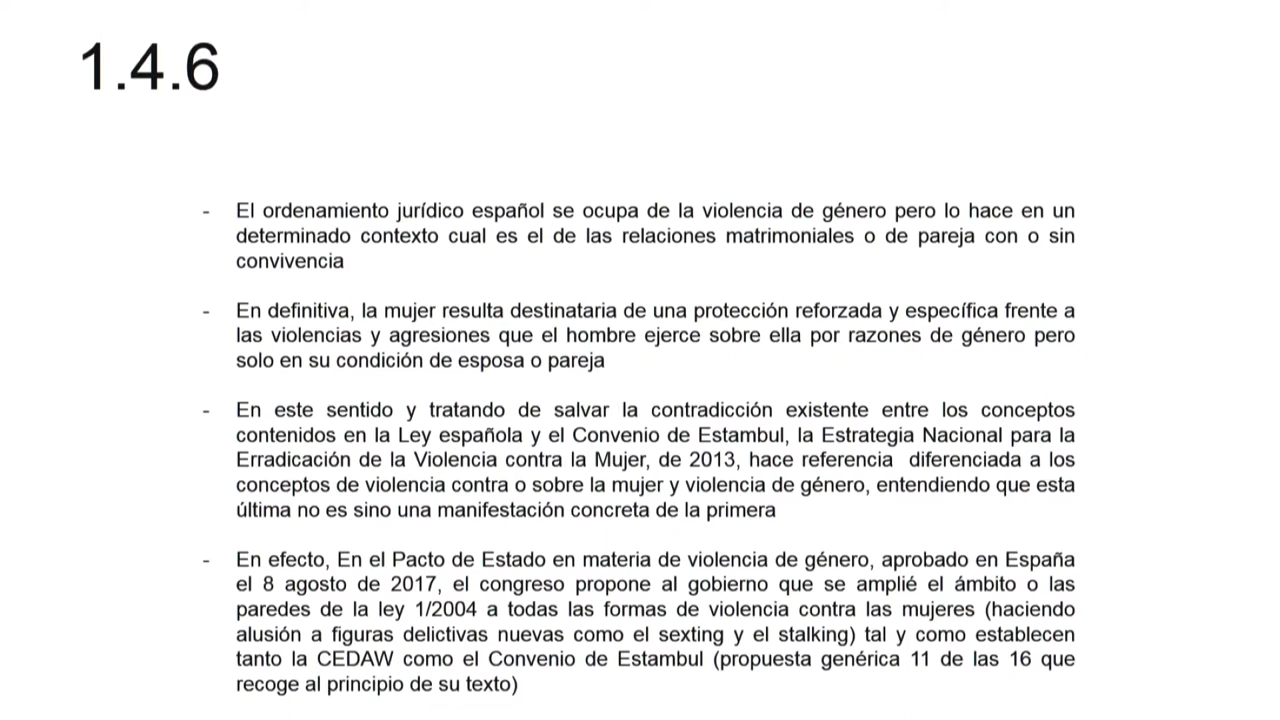 1.4.6
- El ordenamiento jurídico español se ocupa de la violencia de género pero lo hace en un
determinado contexto cual es el de las relaciones matrimoniales o de pareja con o sin
convivencia
- En definitiva, la mujer resulta destinataria de una protección reforzada y específica frente a
las violencias y agresiones que el hombre ejerce sobre ella por razones de género pero
solo en su condición de esposa o pareja
- En este sentido y tratando de salvar la contradicción existente entre los conceptos
contenidos en la Ley española y el Convenio de Estambul, la Estrategia Nacional para la
Erradicación de la Violencia contra la Mujer, de 2013, hace referencia diferenciada a los
conceptos de violencia contra o sobre la mujer y violencia de género, entendiendo que esta
última no es sino una manifestación concreta de la primera
- En efecto, En el Pacto de Estado en materia de violencia de género, aprobado en España
el 8 agosto de 2017, el congreso propone al gobierno que se amplié el ámbito o las
paredes de la ley 1/2004 a todas las formas de violencia contra las mujeres (haciendo
alusión a figuras delictivas nuevas como el sexting y el stalking) tal y como establecen
tanto la CEDAW como el Convenio de Estambul (propuesta genérica 11 de las 16 que
recoge al principio de su texto)